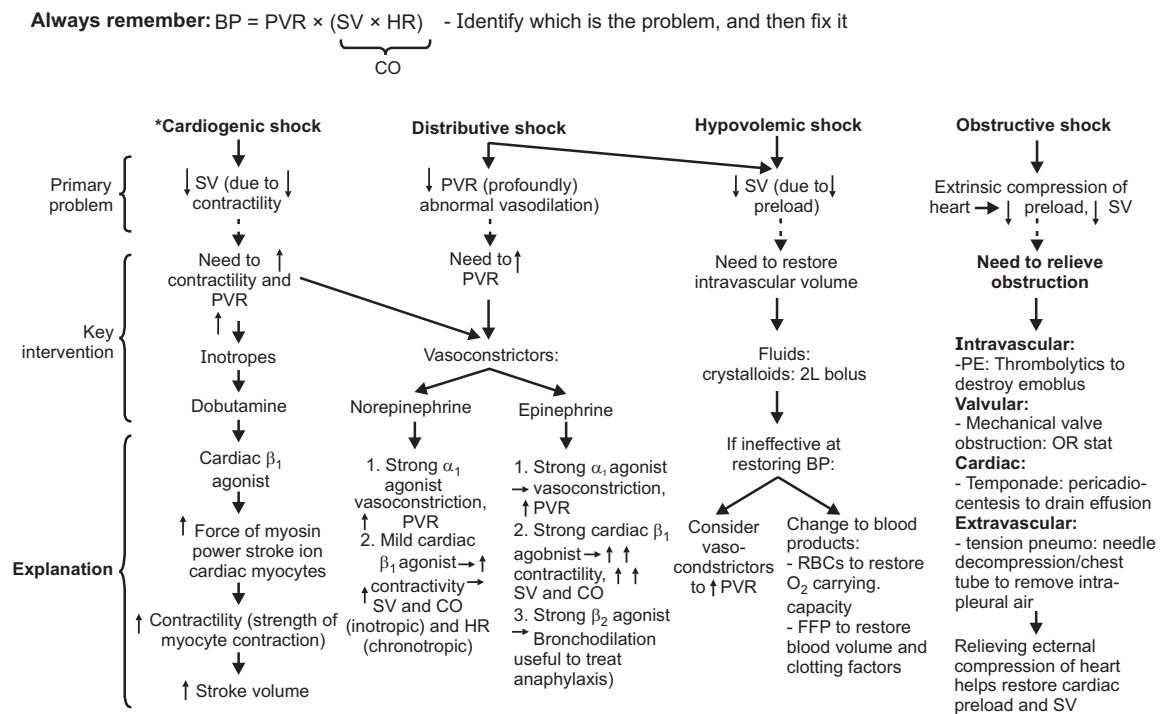 Always remember: BP = PVR × (SV × HR) - Identify which is the problem, and then fix it
CO
*Cardiogenic shock
Distributive shock
Hypovolemic shock
Obstructive shock
Primary
problem
↓ SV (due to ↓
contractility)
↓ PVR (profoundly)
abnormal vasodilation)
↓ SV (due to ↓
preload)
Extrinsic compression of
heart → ↓ preload, ↓ SV
Key
intervention
Need to ↑
contractility and
PVR
↑
Inotropes
Dobutamine
Need to ↑
PVR
Vasoconstrictors:
Norepinephrine
Epinephrine
Need to restore
intravascular volume
Fluids:
crystalloids: 2L bolus
Need to relieve
obstruction
Intravascular:
-PE: Thrombolytics to
destroy emoblus
Valvular:
- Mechanical valve
obstruction: OR stat
Cardiac:
- Temponade: pericadio-
centesis to drain effusion
Extravascular:
- tension pneumo: needle
decompression/chest
tube to remove intra-
pleural air
Relieving ecternal
compression of heart
helps restore cardiac
preload and SV
Explanation
Cardiac β1
agonist
↑ Force of myosin
power stroke ion
cardiac myocytes
↑ Contractility (strength of
myocyte contraction)
↑ Stroke volume
1. Strong α1
agonist
vasoconstriction,
↑ PVR
2. Mild cardiac
β1 agonist → ↑
contractivity →
↑ SV and CO
(inotropic) and HR
(chronotropic)
1. Strong α1 agonist
→ vasoconstriction,
↑ PVR
2. Strong cardiac β1
agobnist → ↑ ↑
contractility, ↑ ↑
SV and CO
3. Strong β2 agonist
→ Bronchodilation
useful to treat
anaphylaxis)
If ineffective at
restoring BP:
Consider
vaso-
condstrictors
to ↑ PVR
Change to blood
products:
- RBCs to restore
O2 carrying.
capacity
- FFP to restore
blood volume and
clotting factors